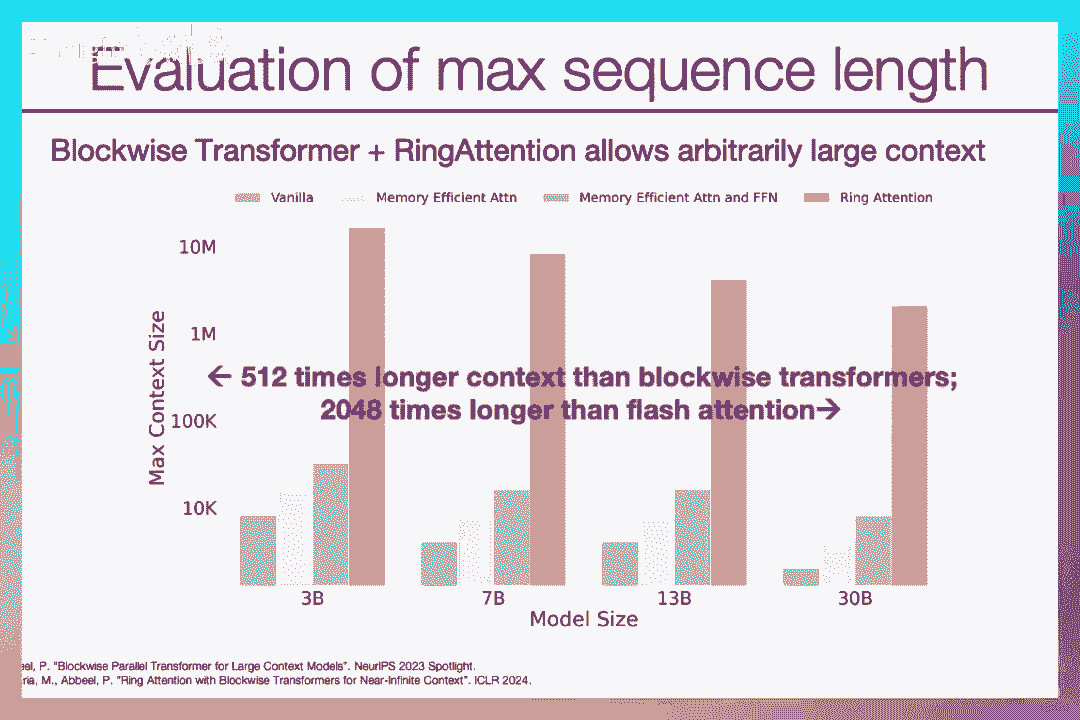 Evaluation of max sequence length
Blockwise Transformer + RingAttention allows arbitrarily large context
Vanilla Memory Efficient Attn Memory Efficient Attn and FFN Ring Attention
10M
1M
100K
10K
Max Context Size
← 512 times longer context than blockwise transformers;
2048 times longer than flash attention→
3B 7B 13B 30B
Model Size
eel, P. "Blockwise Parallel Transformer for Large Context Models". NeurIPS 2023 Spotlight.
ria, M., Abbeel, P. "Ring Attention with Blockwise Transformers for Near-Infinite Context". ICLR 2024.